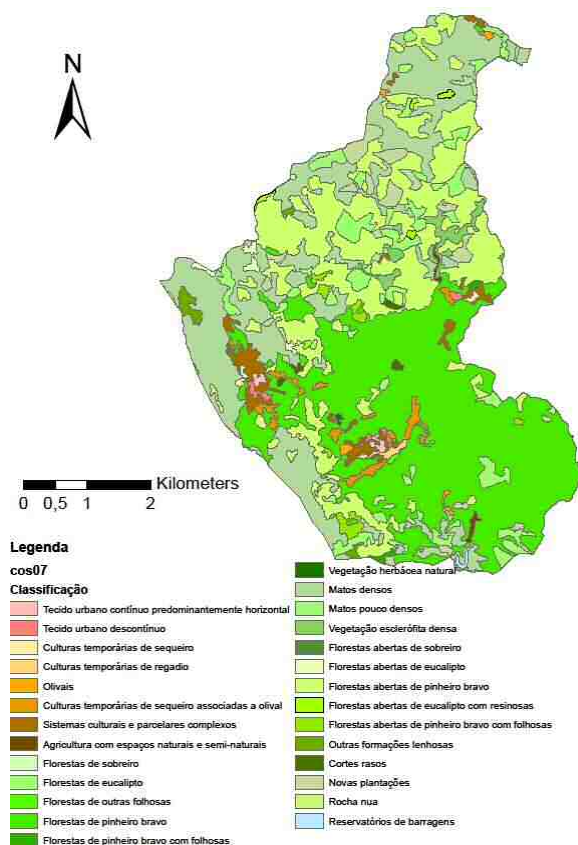 N
Kilometers
0 0,5 1 2
Legenda
cos07
Classificação
Tecido urbano contínuo predominantemente horizontal
Tecido urbano descontínuo
Culturas temporárias de sequeiro
Culturas temporárias de regadio
Olivais
Culturas temporárias de sequeiro associadas a olival
Sistemas culturais e parcelares complexos
Agricultura com espaços naturais e semi-naturais
Florestas de sobreiro
Florestas de eucalipto
Florestas de outras folhosas
Florestas de pinheiro bravo
Florestas de pinheiro bravo com folhosas
Vegetação herbácea natural
Matos densos
Matos pouco densos
Vegetação esclerófita densa
Florestas abertas de sobreiro
Florestas abertas de eucalipto
Florestas abertas de pinheiro bravo
Florestas abertas de eucalipto com resinosas
Florestas abertas de pinheiro bravo com folhosas
Outras formações lenhosas
Cortes rasos
Novas plantações
Rocha nua
Reservatórios de barragens